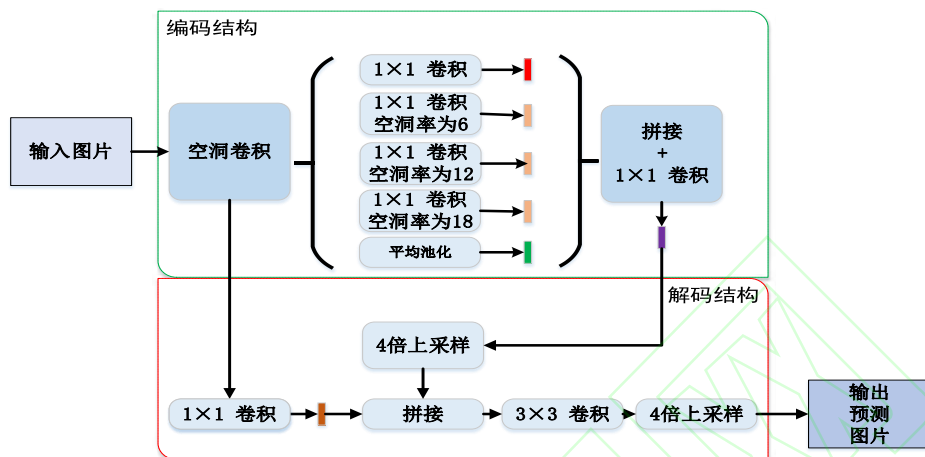 编码结构
输入图片
空洞卷积
1×1 卷积
1×1 卷积
空洞率为6
1×1 卷积
空洞率为12
1×1 卷积
空洞率为18
平均池化
拼接
+
1×1 卷积
解码结构
4倍上采样
1×1 卷积
拼接
3×3 卷积
4倍上采样
输出
预测
图片